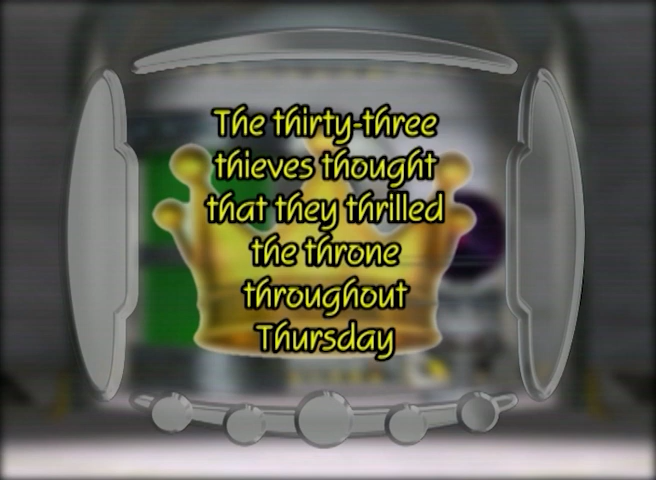 The thirty-three
thieves thought
that they thrilled
the throne
throughout
Thursday